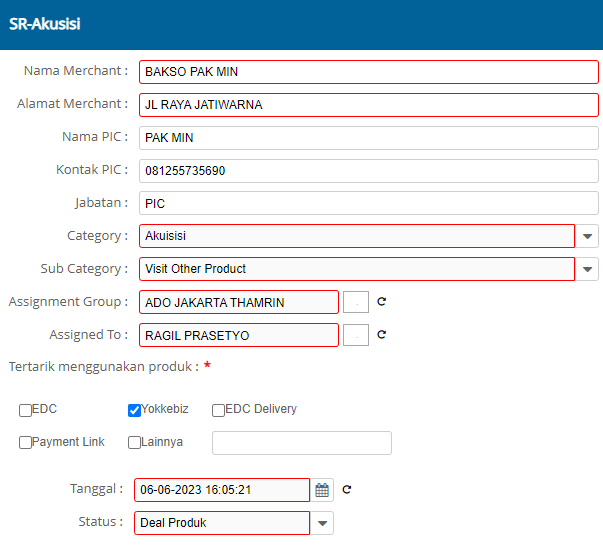 SR-Akusisi
Nama Merchant : BAKSO PAK MIN
Alamat Merchant : JL RAYA JATIWARNA
Nama PIC : PAK MIN
Kontak PIC : 081255735690
Jabatan : PIC
Category : Akuisisi
Sub Category : Visit Other Product
Assignment Group : ADO JAKARTA THAMRIN
Assigned To : RAGIL PRASETYO
Tertarik menggunakan produk : *
EDC Yokkebiz EDC Delivery
Payment Link Lainnya
Tanggal : 06-06-2023 16:05:21
Status : Deal Produk